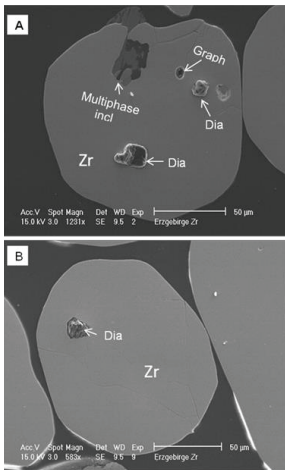 A
Graph
Multiphase
incl
Dia
Zr
Dia
Acc.V Spot Magn Det WD Exp 50 µm
15.0 kV 3.0 1231x SE 9.5 2 Erzgebirge Zr
B
Dia
Zr
Acc.V Spot Magn Det WD Exp 50 µm
15.0 kV 3.0 583x SE 9.5 9 Erzgebirge Zr